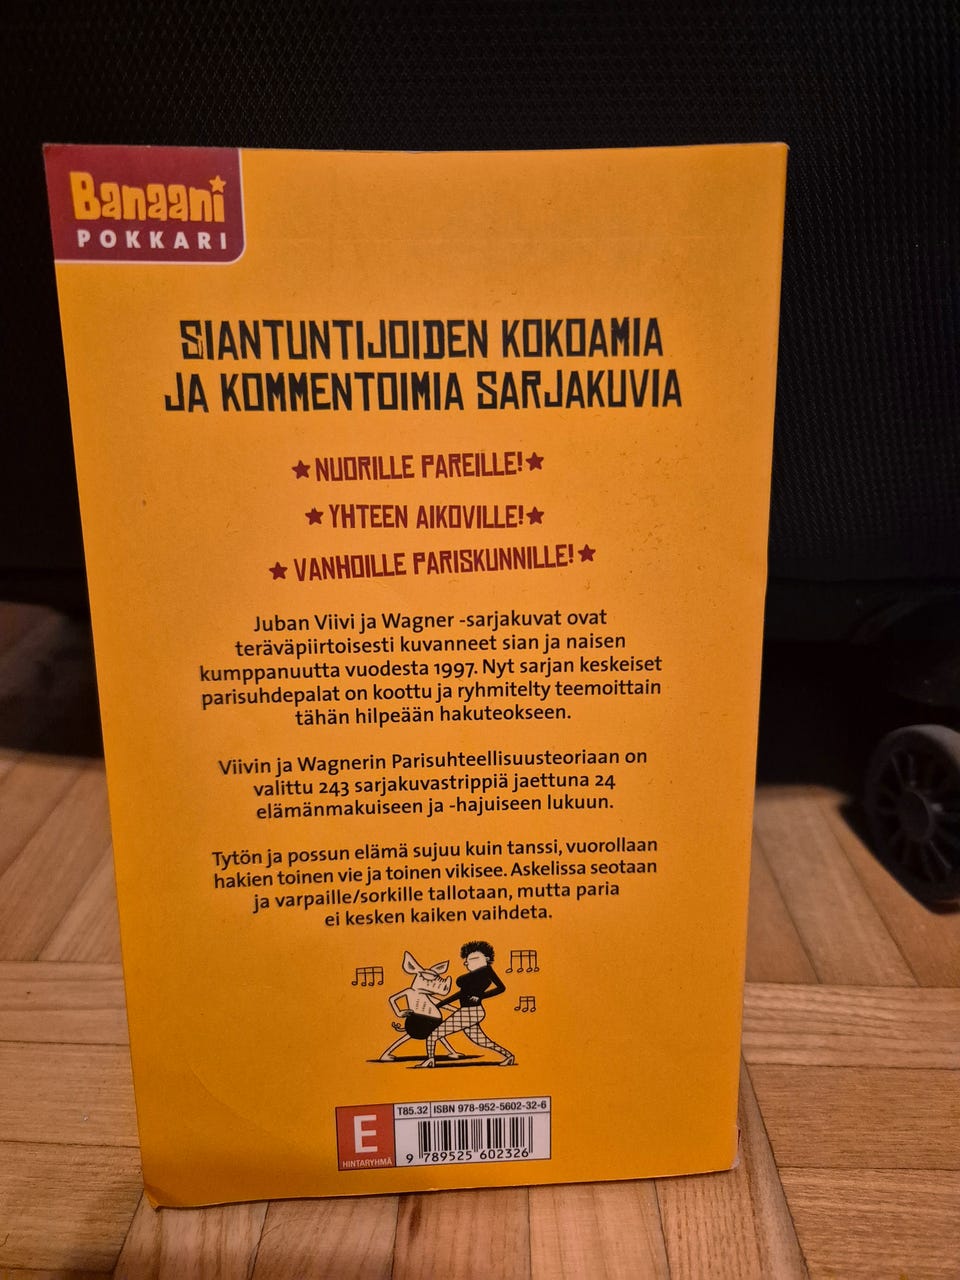 Banaani
POKKARI
SIANTUNTIJOIDEN KOKOAMIA
JA KOMMENTOIMIA SARJAKUVIA
★ NUORILLE PAREILLE! ★
★ YHTEEN AIKOVILLE! ★
★ VANHOILLE PARISKUNNILLE! ★
Juban Viivi ja Wagner -sarjakuvat ovat
teräväpiirtoisesti kuvanneet sian ja naisen
kumppanuutta vuodesta 1997. Nyt sarjan keskeiset
parisuhdepalat on koottu ja ryhmitelty teemoittain
tähän hilpeään hakuteokseen.
Viivin ja Wagnerin Parisuhteellisuusteoriaan on
valittu 243 sarjakuvastrippiä jaettuna 24
elämänmakuiseen ja -hajuiseen lukuun.
Tytön ja possun elämä sujuu kuin tanssi, vuorollaan
hakien toinen vie ja toinen vikisee. Askelissa seotaan
ja varpaille/sorkille tallotaan, mutta paria
ei kesken kaiken vaihdeta.
E
HINTARYHMÄ
T85.32 ISBN 978-952-5602-32-6
9 789525 602326